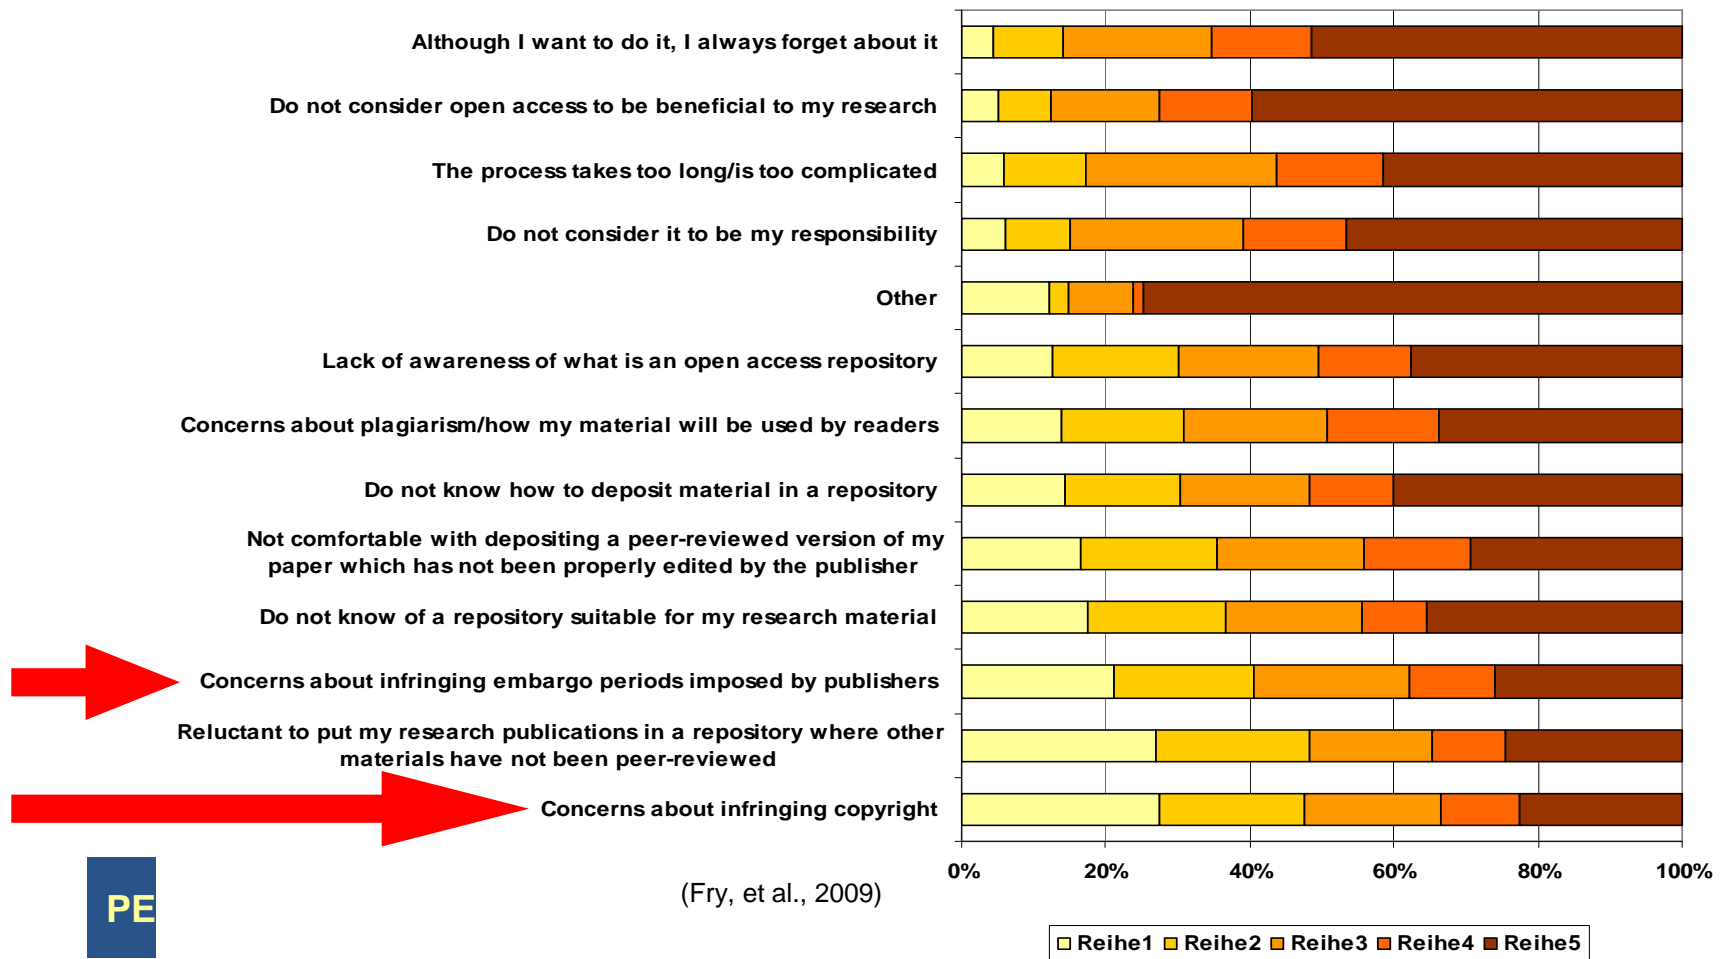 Although I want to do it, I always forget about it
Do not consider open access to be beneficial to my research
The process takes too long/is too complicated
Do not consider it to be my responsibility
Other
Lack of awareness of what is an open access repository
Concerns about plagiarism/how my material will be used by readers
Do not know how to deposit material in a repository
Not comfortable with depositing a peer-reviewed version of my
paper which has not been properly edited by the publisher
Do not know of a repository suitable for my research material
Concerns about infringing embargo periods imposed by publishers
Reluctant to put my research publications in a repository where other
materials have not been peer-reviewed
Concerns about infringing copyright
0% 20% 40% 60% 80% 100%
(Fry, et al., 2009)
PE
Reihe1 Reihe2 Reihe3 Reihe4 Reihe5